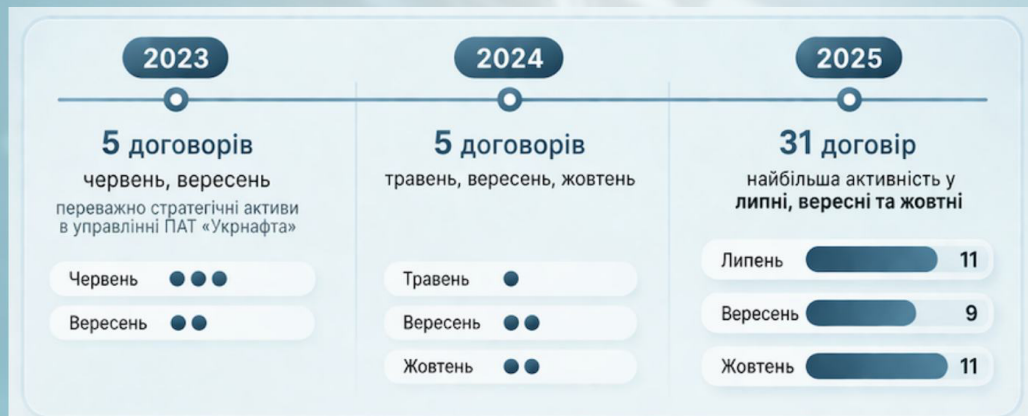 2023
5 договорів
червень, вересень
переважно стратегічні активи
в управлінні ПАТ «Укрнафта»
Червень
Вересень
2024
5 договорів
травень, вересень, жовтень
Травень
Вересень
Жовтень
2025
31 договір
найбільша активність у
липні, вересні та жовтні
Липень 11
Вересень 9
Жовтень 11